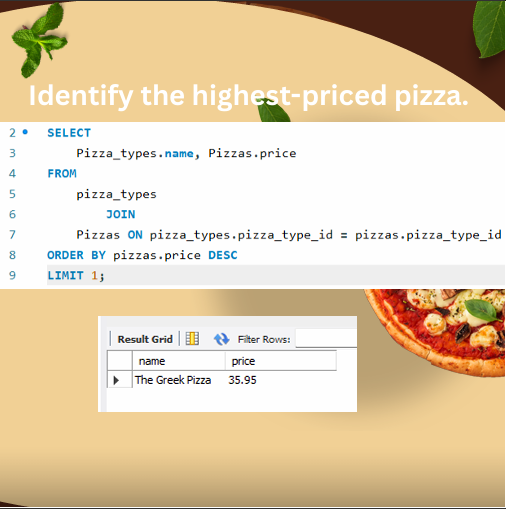 Identify the highest-priced pizza.
2 SELECT
3 Pizza_types.name, Pizzas.price
4 FROM
5 pizza_types
6 JOIN
7 Pizzas ON pizza_types.pizza_type_id = pizzas.pizza_type_id
8 ORDER BY pizzas.price DESC
9 LIMIT 1;
Result Grid Filter Rows:
name price
The Greek Pizza 35.95